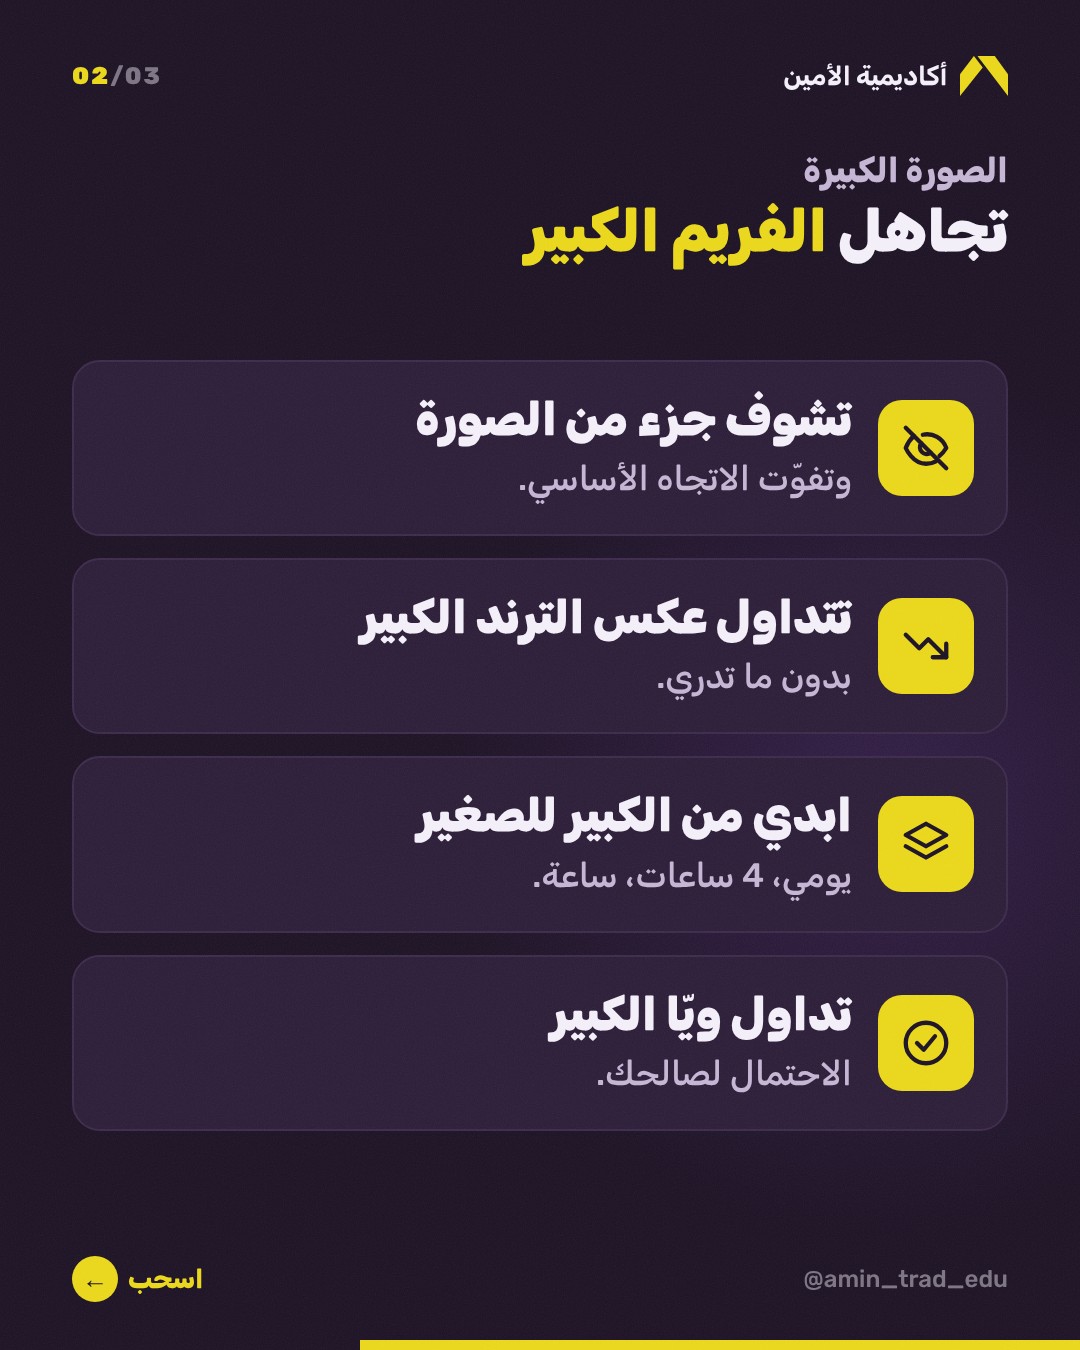 أكاديمية الأمين
02/03
الصورة الكبيرة
تجاهل الفريم الكبير
تشوف جزء من الصورة
وتفوّت الاتجاه الأساسي.
تتداول عكس الترند الكبير
بدون ما تدري.
ابدي من الكبير للصغير
يومي، 4 ساعات، ساعة.
تداول ويّا الكبير
الاحتمال لصالحك.
@amin_trad_edu
اسحب ←